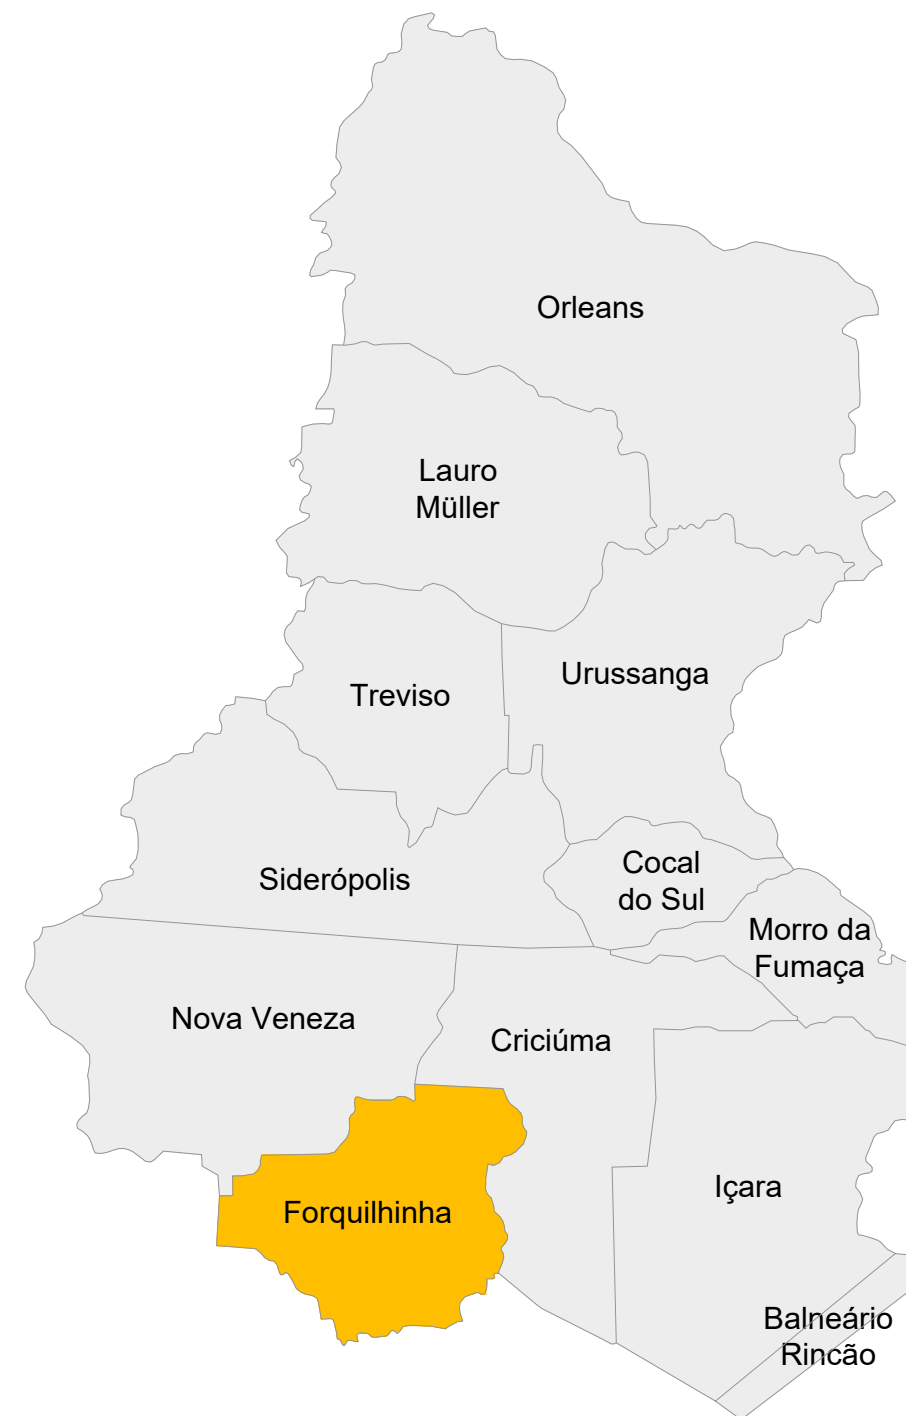 Orleans
Lauro
Müller
Urussanga
Treviso
Cocal
do Sul
Siderópolis
Morro da
Fumaça
Nova Veneza
Criciúma
Içara
Forquilhinha
Balneário
Rincão